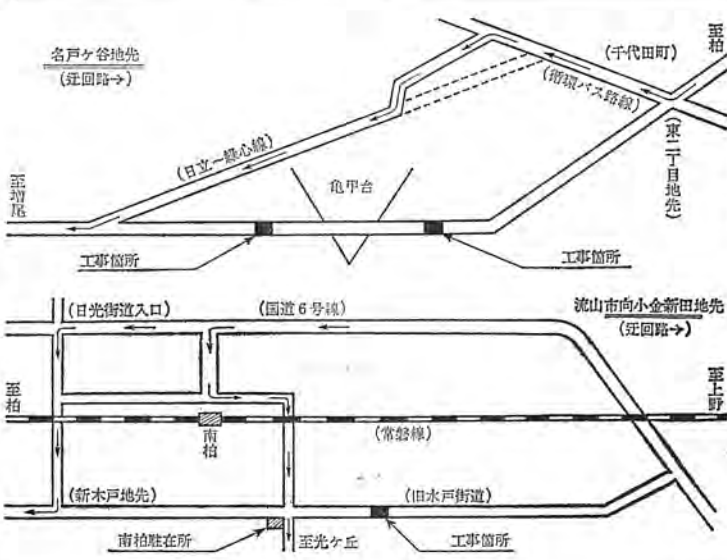 名戸ケ谷地先
(迂回路→)
至柏
(千代田町)
(循環バス路線)
(東二丁目地先)
(日立~緑心線)
亀甲台
至増尾
工事箇所
工事箇所
(日光街道入口)
(国道6号線)
流山市向小金新田地先
(迂回路→)
至柏
至上野
南柏
(常磐線)
(新木戸地先)
(旧水戸街道)
南柏駐在所
至光ケ丘
工事箇所